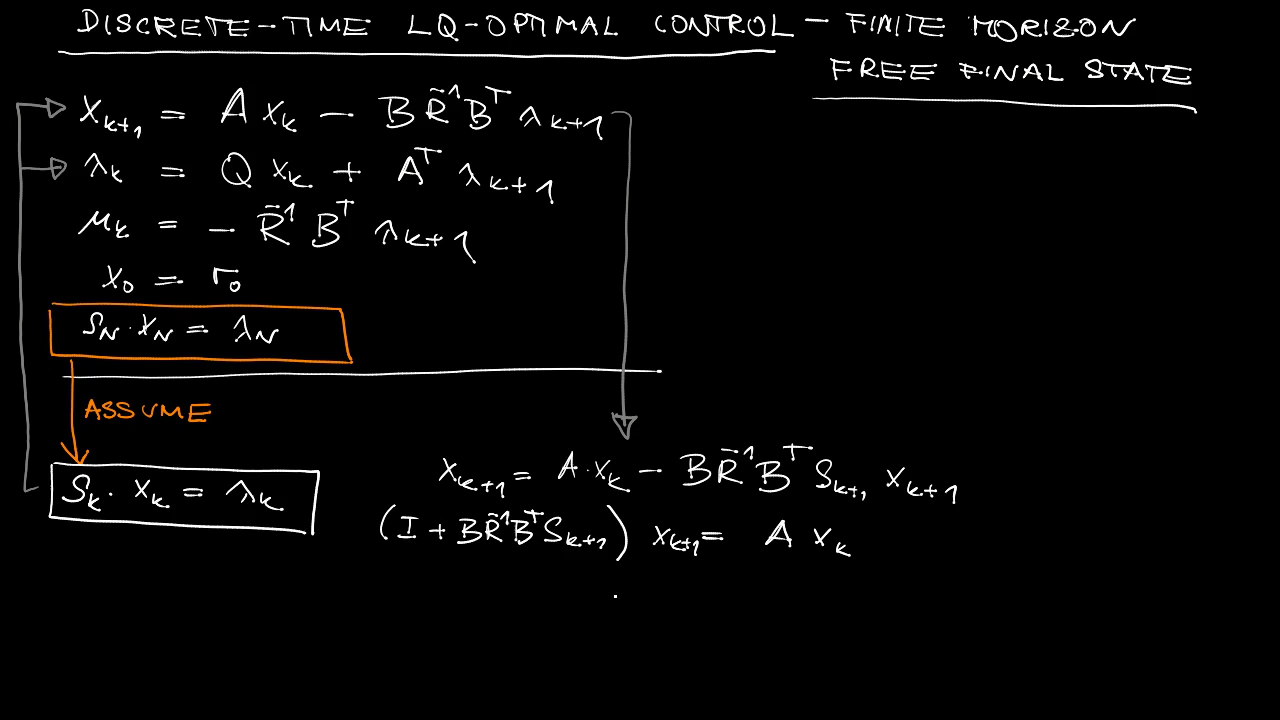 DISCRETE-TIME LQ-OPTIMAL CONTROL - FINITE HORIZON
FREE FINAL STATE
x_{k+1} = A x_k - B R^{-1} B^T λ_{k+1}
λ_k = Q x_k + A^T λ_{k+1}
u_k = - R^{-1} B^T λ_{k+1}
x_0 = r_0
S_N · x_N = λ_N
ASSUME
S_k · x_k = λ_k
x_{k+1} = A · x_k - B R^{-1} B^T S_{k+1} x_{k+1}
(I + B R^{-1} B^T S_{k+1}) x_{k+1} = A x_k